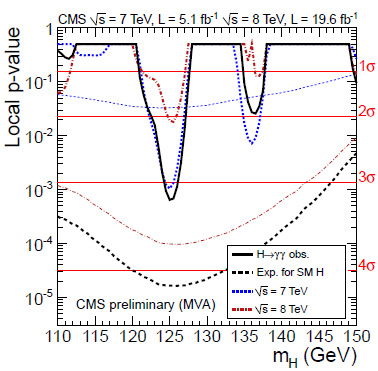 CMS √s = 7 TeV, L = 5.1 fb⁻¹ √s = 8 TeV, L = 19.6 fb⁻¹
Local p-value
1
10⁻¹
10⁻²
10⁻³
10⁻⁴
10⁻⁵
1σ
2σ
3σ
4σ
H→γγ obs.
Exp. for SM H
√s = 7 TeV
√s = 8 TeV
CMS preliminary (MVA)
110 115 120 125 130 135 140 145 150
m_H (GeV)